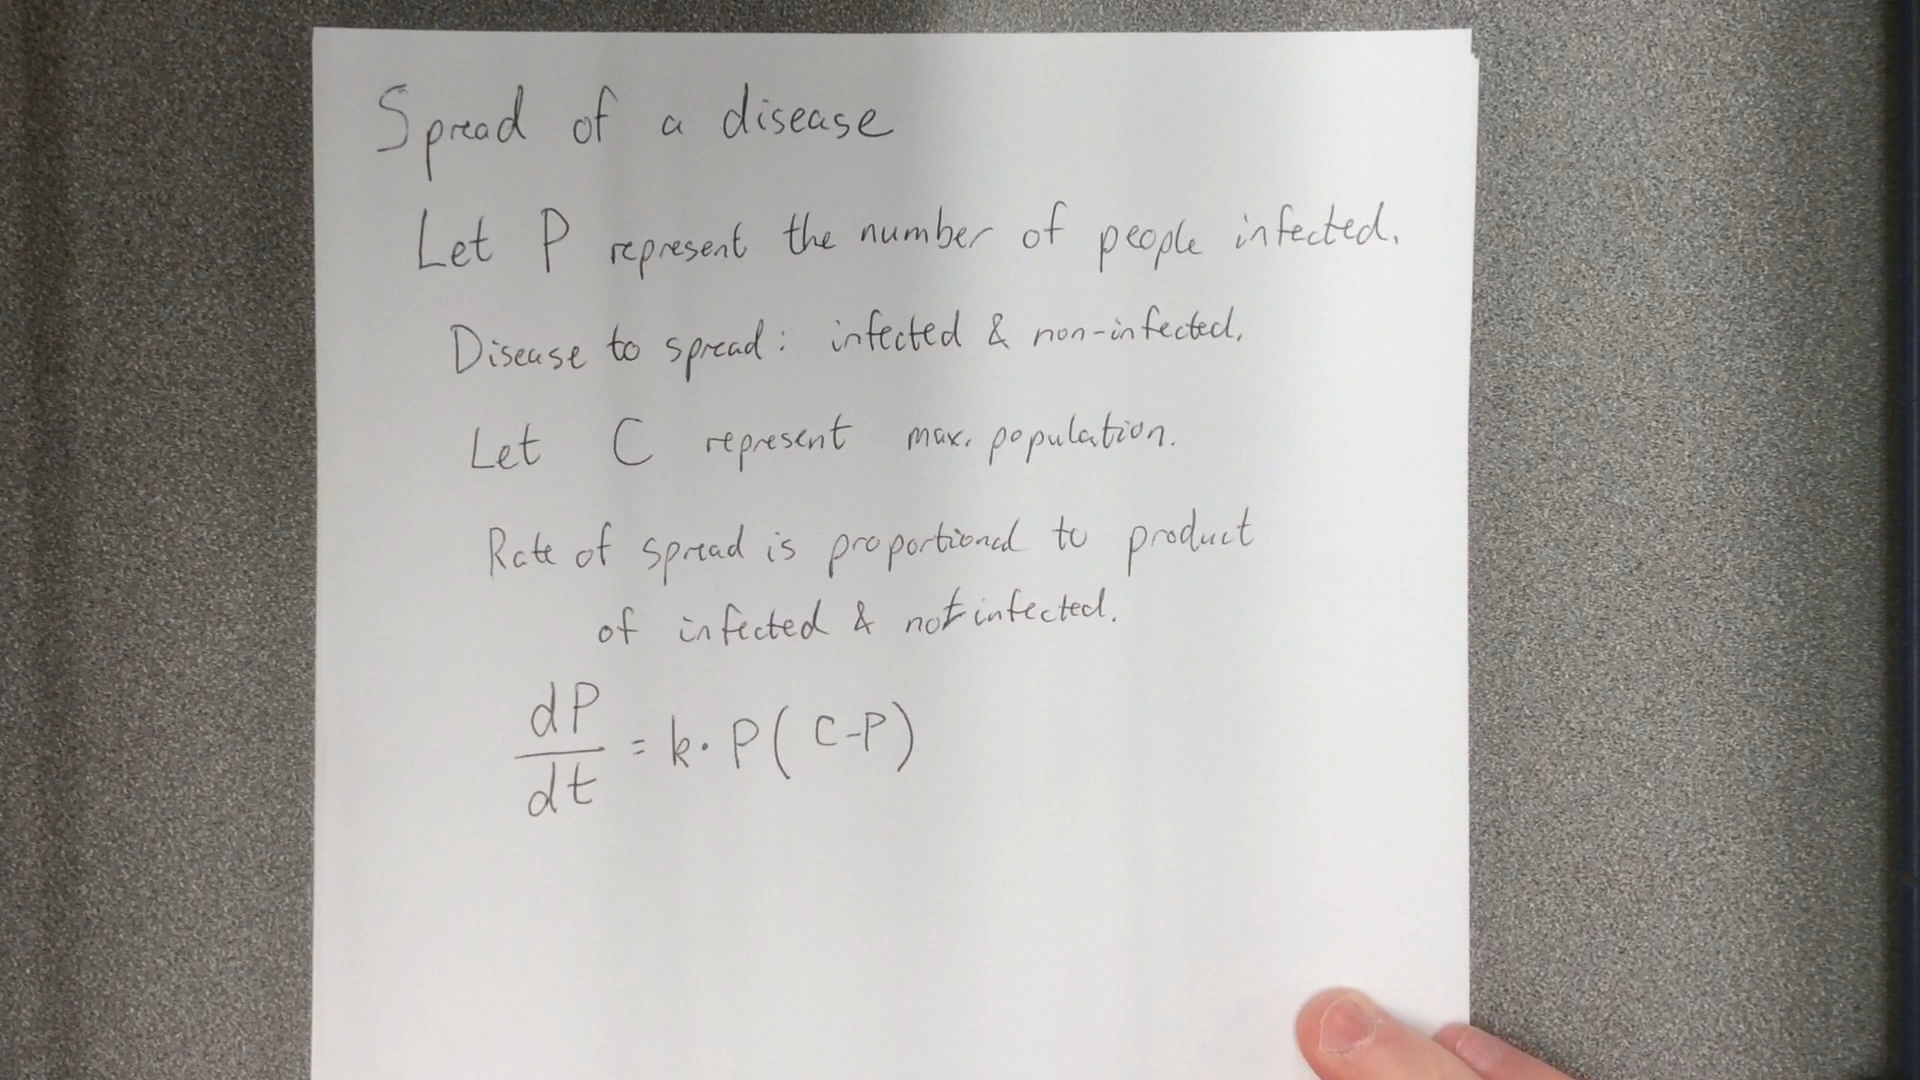 Spread of a disease
Let P represent the number of people infected.
Disease to spread: infected & non-infected.
Let C represent max. population.
Rate of spread is proportional to product
of infected & not infected.
dP/dt = k · P(C-P)